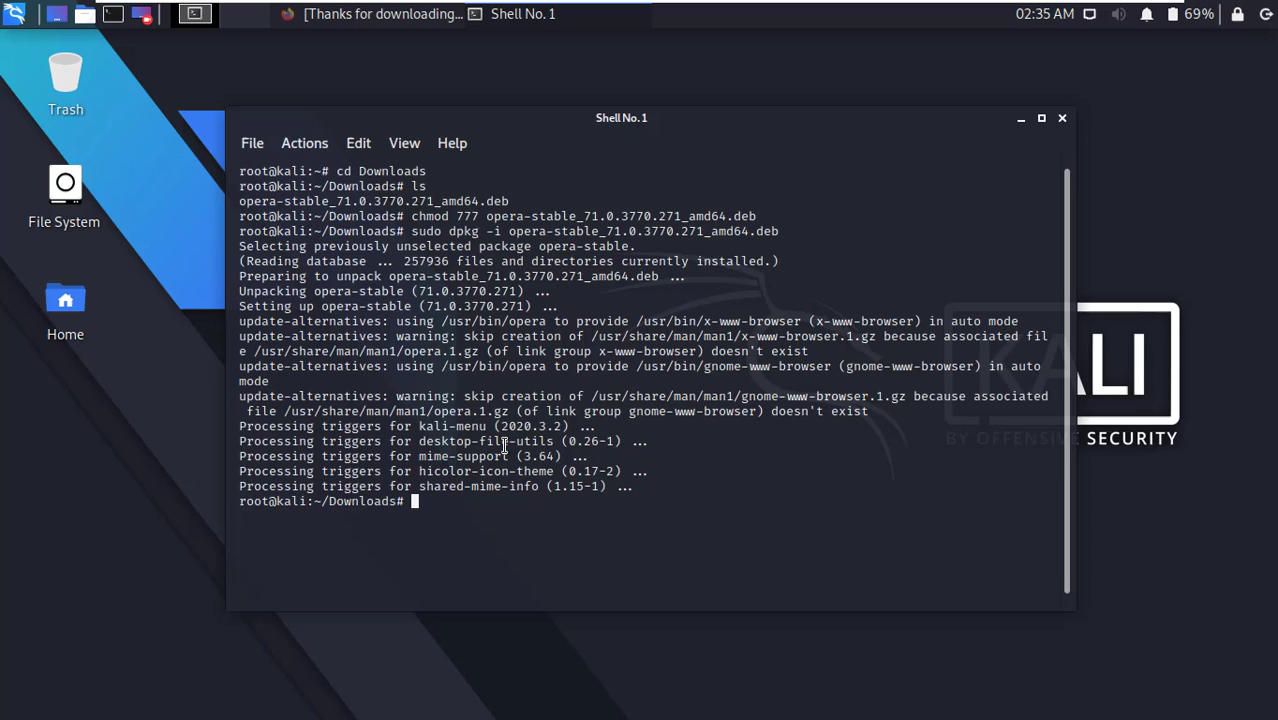 [Thanks for downloading...
Shell No. 1
02:35 AM
69%
Trash
File System
Home
Shell No. 1
File Actions Edit View Help
root@kali:~# cd Downloads
root@kali:~/Downloads# ls
opera-stable_71.0.3770.271_amd64.deb
root@kali:~/Downloads# chmod 777 opera-stable_71.0.3770.271_amd64.deb
root@kali:~/Downloads# sudo dpkg -i opera-stable_71.0.3770.271_amd64.deb
Selecting previously unselected package opera-stable.
(Reading database ... 257936 files and directories currently installed.)
Preparing to unpack opera-stable_71.0.3770.271_amd64.deb ...
Unpacking opera-stable (71.0.3770.271) ...
Setting up opera-stable (71.0.3770.271) ...
update-alternatives: using /usr/bin/opera to provide /usr/bin/x-www-browser (x-www-browser) in auto mode
update-alternatives: warning: skip creation of /usr/share/man/man1/x-www-browser.1.gz because associated fil
e /usr/share/man/man1/opera.1.gz (of link group x-www-browser) doesn't exist
update-alternatives: using /usr/bin/opera to provide /usr/bin/gnome-www-browser (gnome-www-browser) in auto
mode
update-alternatives: warning: skip creation of /usr/share/man/man1/gnome-www-browser.1.gz because associated
file /usr/share/man/man1/opera.1.gz (of link group gnome-www-browser) doesn't exist
Processing triggers for kali-menu (2020.3.2) ...
Processing triggers for desktop-file-utils (0.26-1) ...
Processing triggers for mime-support (3.64) ...
Processing triggers for hicolor-icon-theme (0.17-2) ...
Processing triggers for shared-mime-info (1.15-1) ...
root@kali:~/Downloads#
KALI
BY OFFENSIVE SECURITY